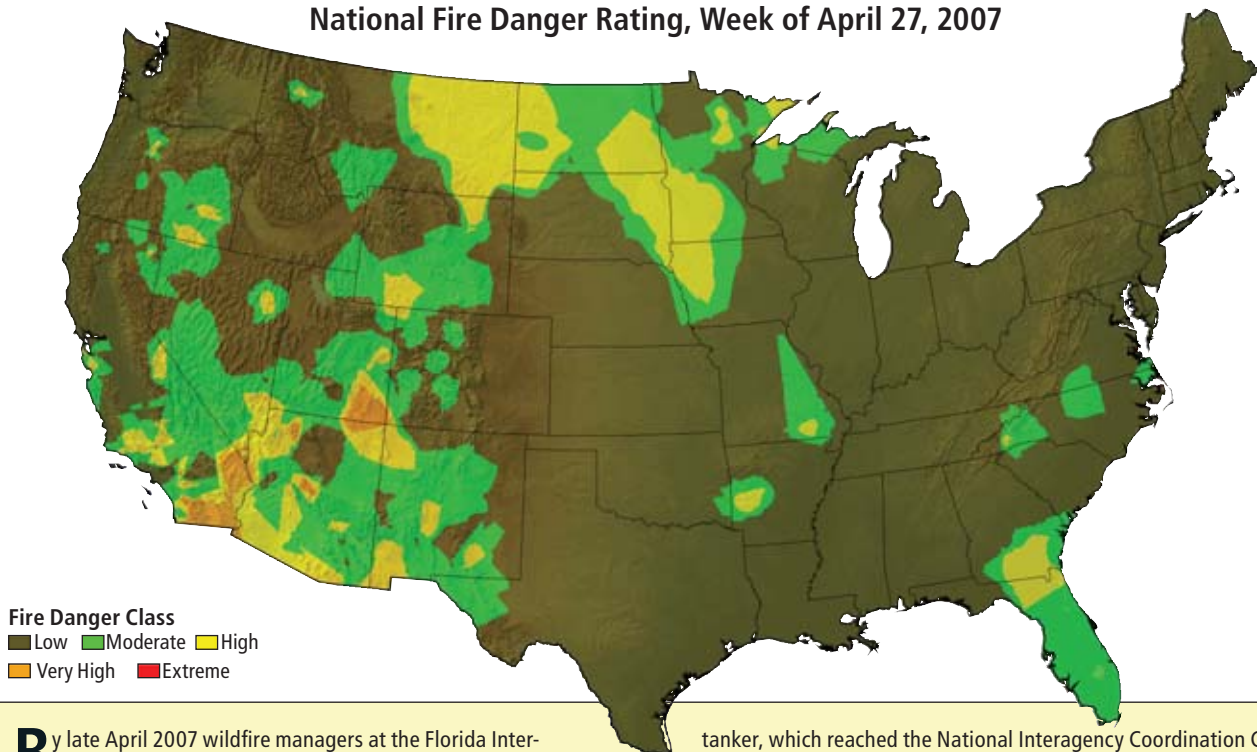 National Fire Danger Rating, Week of April 27, 2007
Fire Danger Class
Low Moderate High
Very High Extreme
By late April 2007 wildfire managers at the Florida Inter-
tanker, which reached the National Interagency Coordination